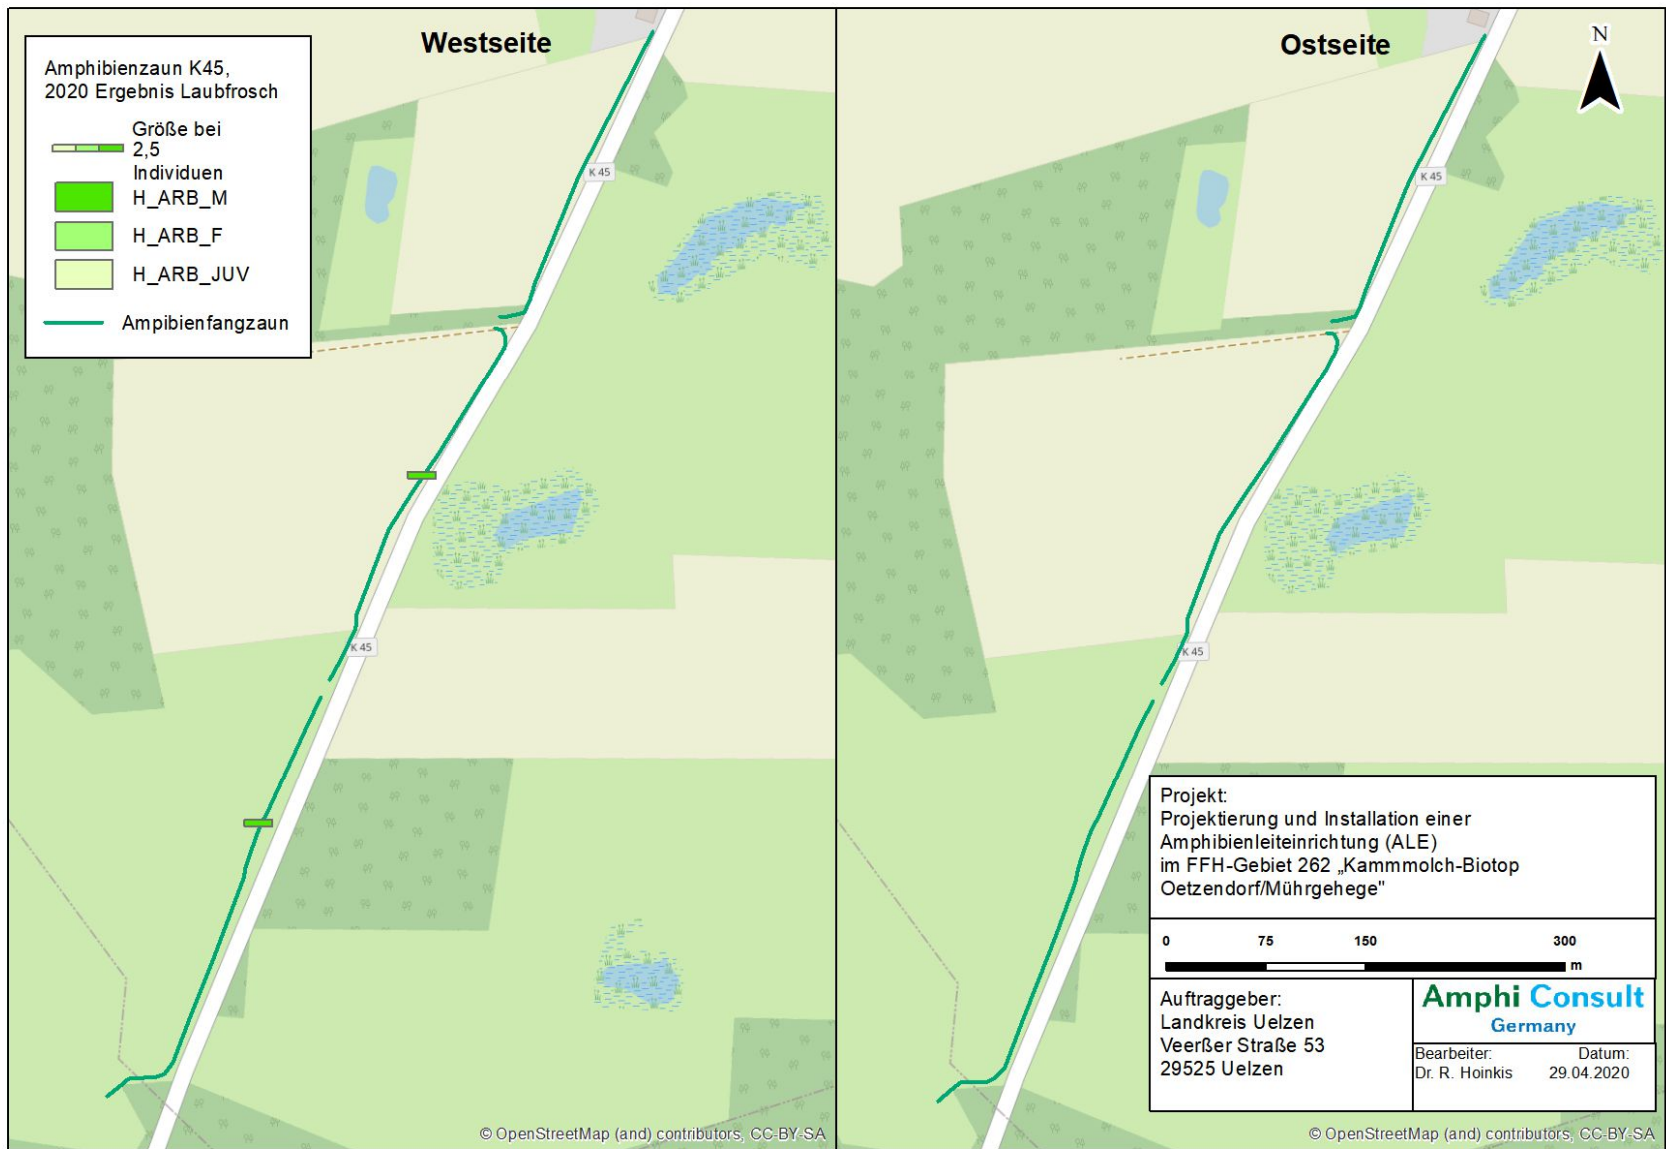 Westseite
Ostseite
N
Amphibienzaun K45,
2020 Ergebnis Laubfrosch
Größe bei
2,5
Individuen
H_ARB_M
H_ARB_F
H_ARB_JUV
Ampibienfangzaun
K 45
K 45
K 45
K 45
Projekt:
Projektierung und Installation einer
Amphibienleiteinrichtung (ALE)
im FFH-Gebiet 262 „Kammmolch-Biotop
Oetzendorf/Mührgehege"
0 75 150 300
m
Auftraggeber:
Landkreis Uelzen
Veerßer Straße 53
29525 Uelzen
Amphi Consult
Germany
Bearbeiter: Datum:
Dr. R. Hoinkis 29.04.2020
© OpenStreetMap (and) contributors, CC-BY-SA
© OpenStreetMap (and) contributors, CC-BY-SA